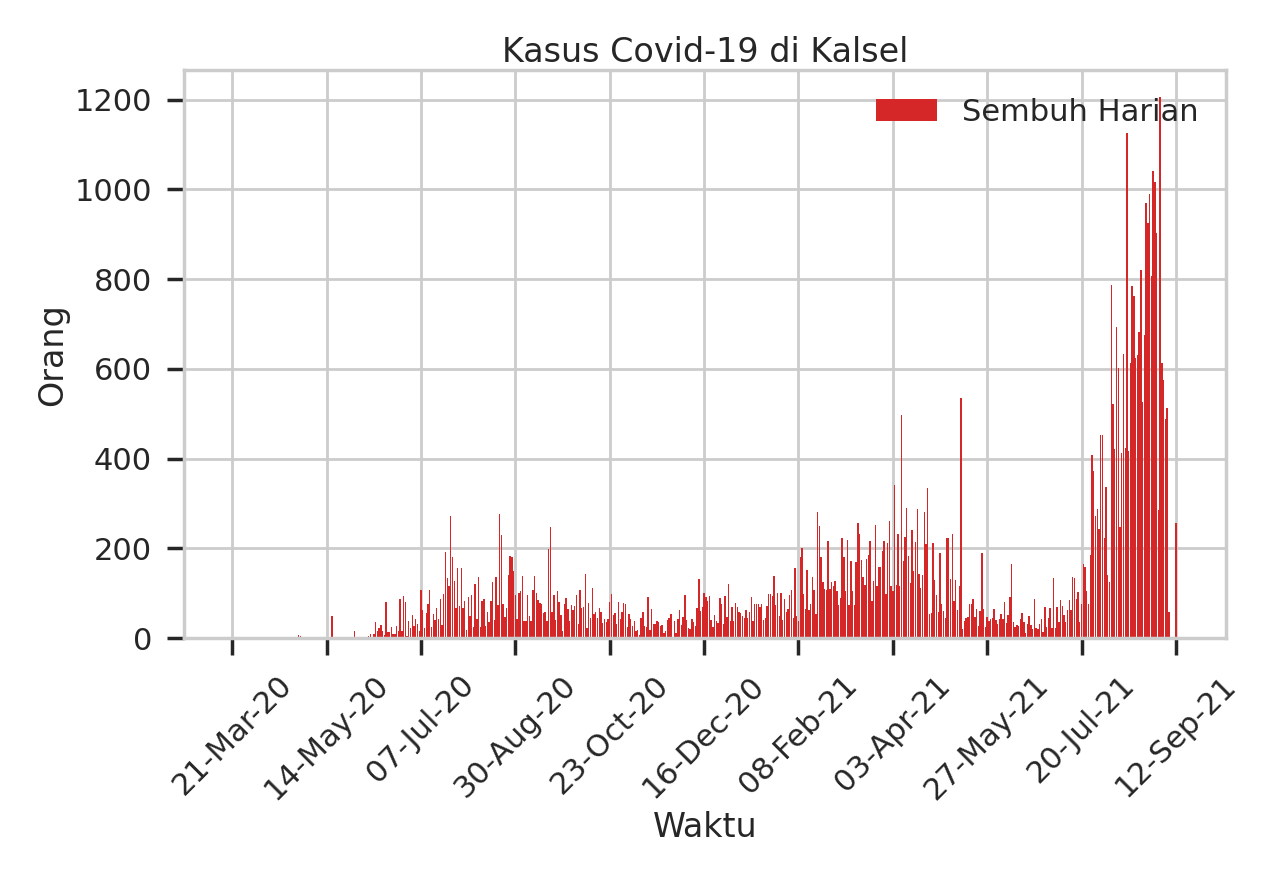 Kasus Covid-19 di Kalsel
Sembuh Harian
1200
1000
800
600
400
200
0
Orang
21-Mar-20
14-May-20
07-Jul-20
30-Aug-20
23-Oct-20
16-Dec-20
08-Feb-21
03-Apr-21
27-May-21
20-Jul-21
12-Sep-21
Waktu